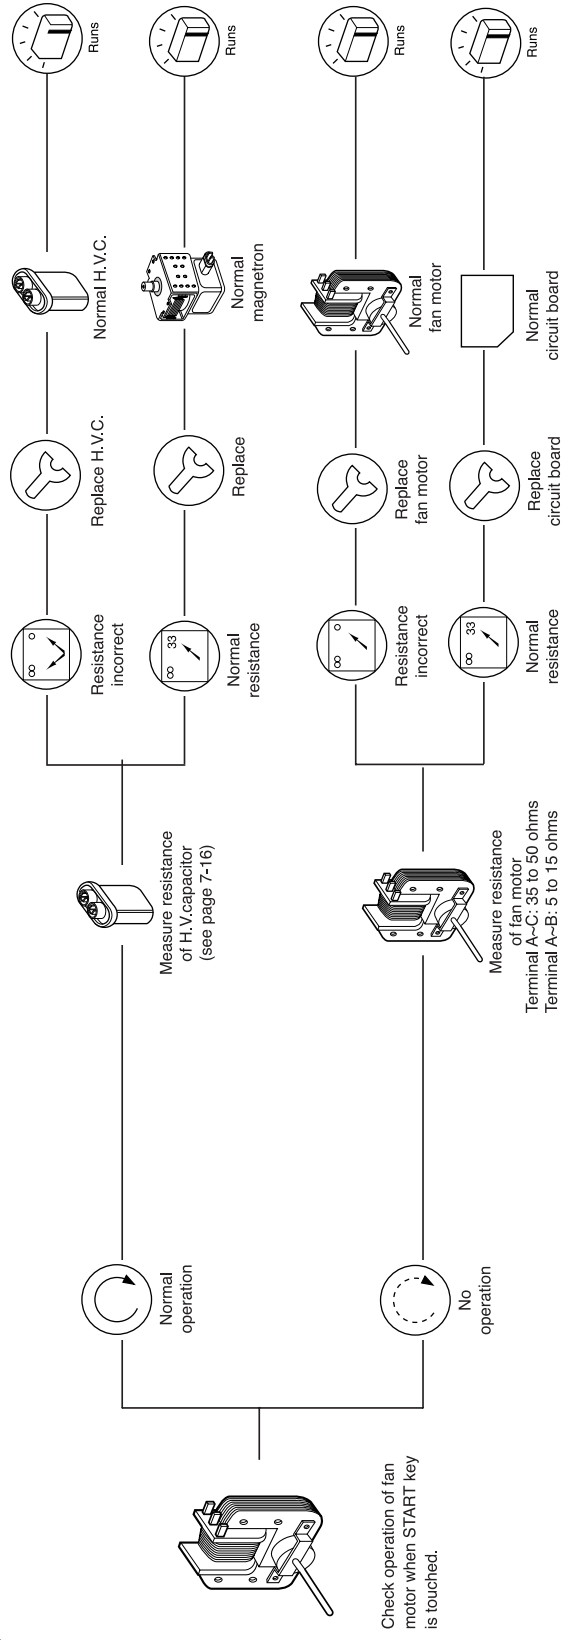 Check operation of fan
motor when START key
is touched.
Normal
operation
No
operation
Measure resistance
of H.V.capacitor
(see page 7-16)
Measure resistance
of fan motor
Terminal A~C: 35 to 50 ohms
Terminal A~B: 5 to 15 ohms
∞ 0
Resistance
incorrect
∞ 33
Normal
resistance
∞
Resistance
incorrect
∞ 33
Normal
resistance
Replace H.V.C.
Replace
Replace
fan motor
Replace
circuit board
Normal H.V.C.
Normal
magnetron
Normal
fan motor
Normal
circuit board
Runs
Runs
Runs
Runs